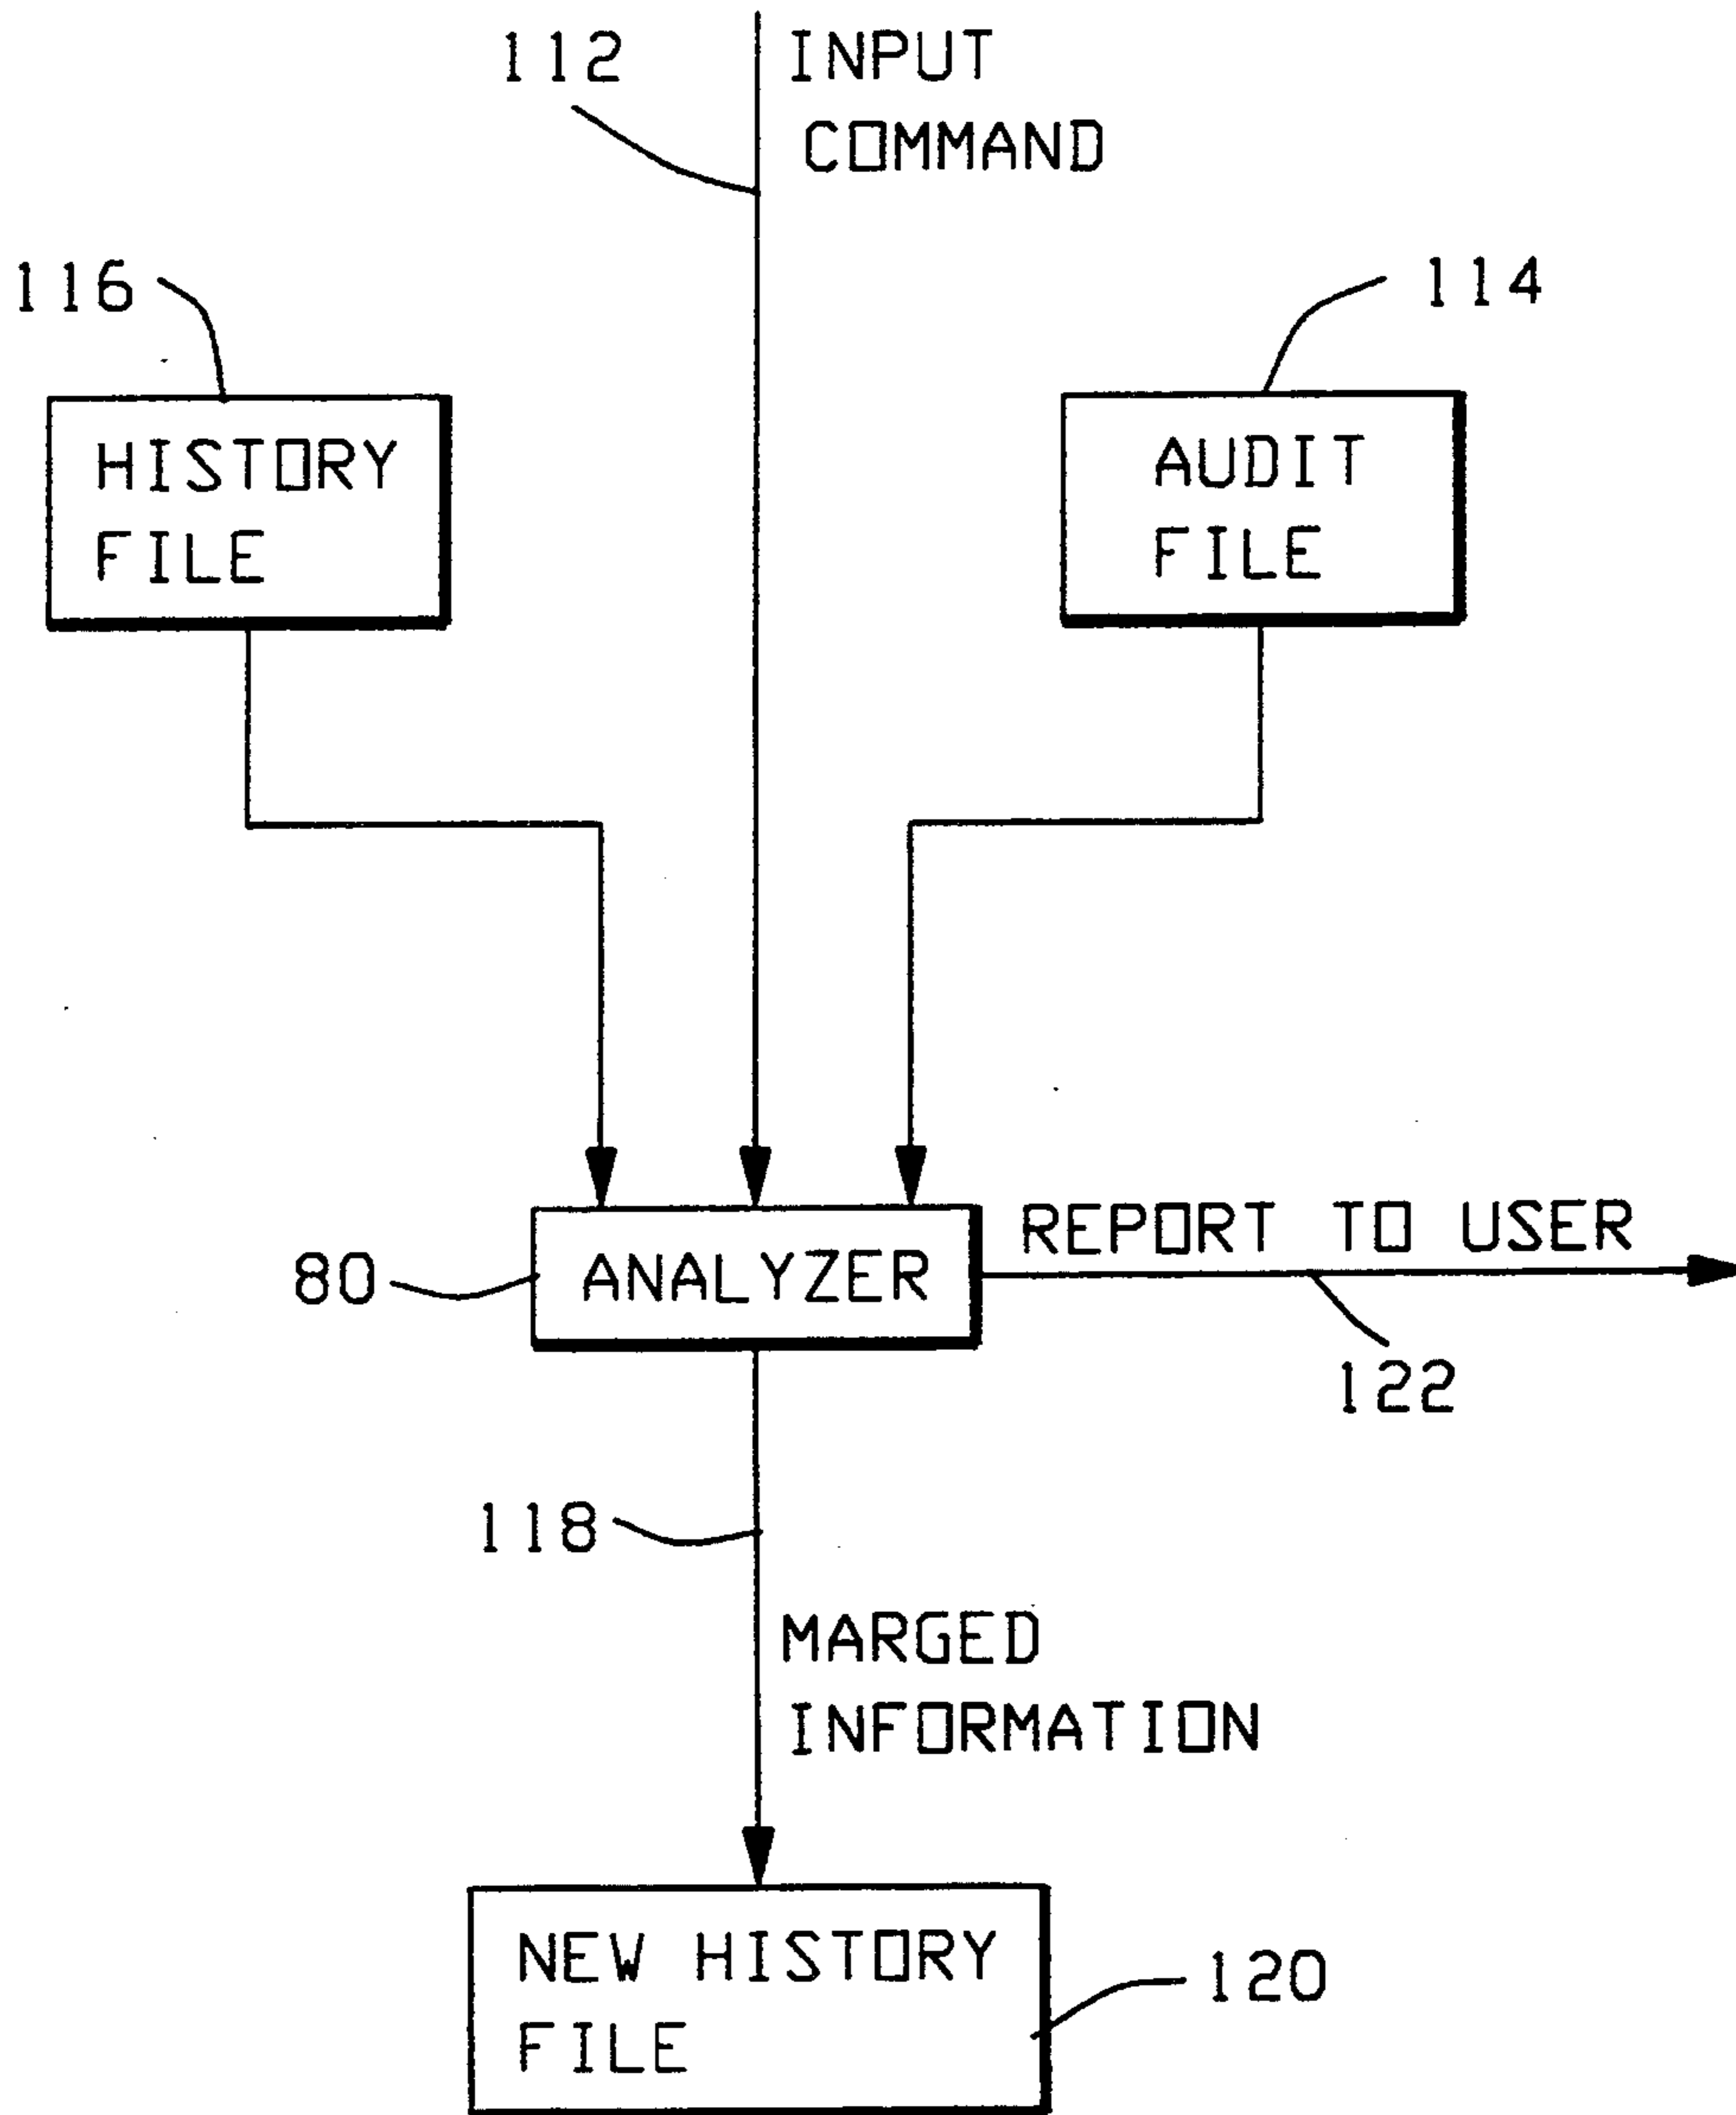 112
INPUT
COMMAND
116
114
HISTORY
FILE
AUDIT
FILE
80
ANALYZER
REPORT TO USER
122
118
MARGED
INFORMATION
NEW HISTORY
FILE
120